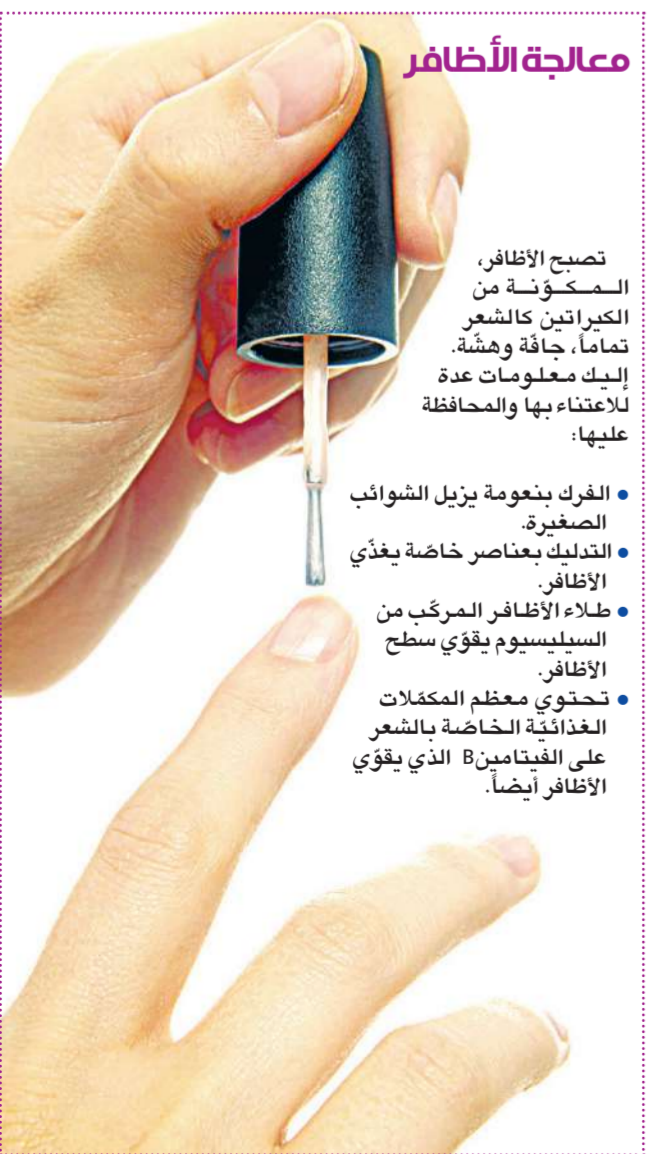 معالجة الأظافر
تصبح الأظافر،
المكوّنة من
الكيراتين كالشعر
تماماً، جافّة وهشّة.
إليك معلومات عدة
للاعتناء بها والمحافظة
عليها:
• الفرك بنعومة يزيل الشوائب
الصغيرة.
• التدليك بعناصر خاصّة يغذّي
الأظافر.
• طلاء الأظافر المركّب من
السيليسيوم يقوّي سطح
الأظافر.
• تحتوي معظم المكمّلات
الغذائيّة الخاصّة بالشعر
على الفيتامينB الذي يقوّي
الأظافر أيضاً.